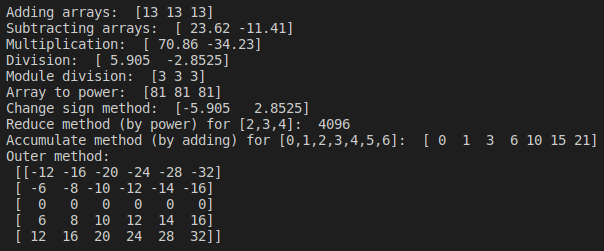 Adding arrays:  [13 13 13]
Subtracting arrays:  [ 23.62 -11.41]
Multiplication:  [ 70.86 -34.23]
Division:  [ 5.905  -2.8525]
Module division:  [3 3 3]
Array to power:  [81 81 81]
Change sign method:  [-5.905   2.8525]
Reduce method (by power) for [2,3,4]:  4096
Accumulate method (by adding) for [0,1,2,3,4,5,6]:  [ 0  1  3  6 10 15 21]
Outer method:
 [[-12 -16 -20 -24 -28 -32]
 [ -6  -8 -10 -12 -14 -16]
 [  0   0   0   0   0   0]
 [  6   8  10  12  14  16]
 [ 12  16  20  24  28  32]]